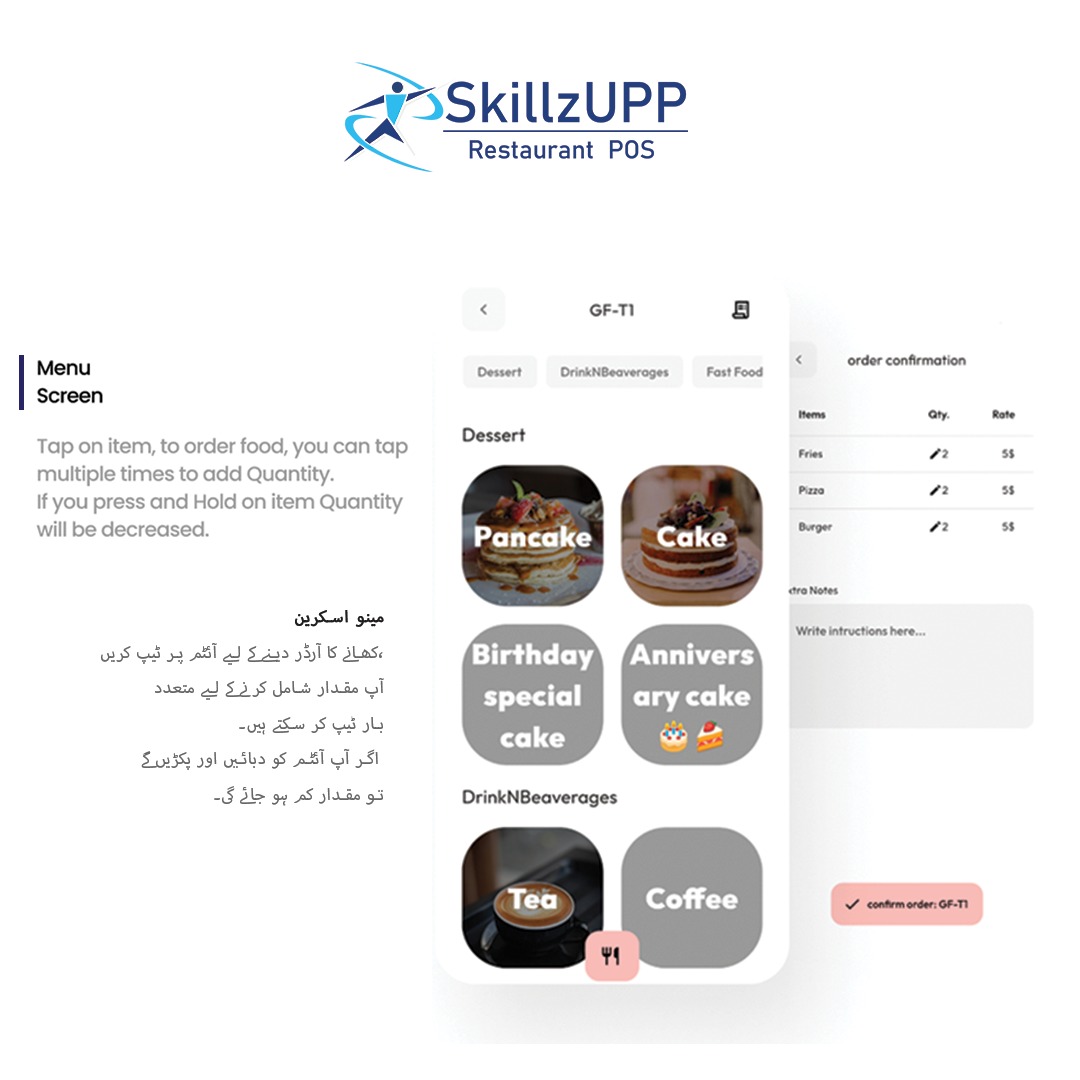 SkillzUPP
Restaurant POS
Menu
Screen
Tap on item, to order food, you can tap
multiple times to add Quantity.
If you press and Hold on item Quantity
will be decreased.
مینو اسکرین
کھانے کا آرڈر دینے کے لیے آئٹم پر ٹیپ کریں،
آپ مقدار شامل کرنے کے لیے متعدد
بار ٹیپ کر سکتے ہیں۔
اگر آپ آئٹم کو دبائیں اور پکڑیں گے
تو مقدار کم ہو جائے گی۔
GF-T1
Dessert DrinkNBeaverages Fast Food
Dessert
Pancake
Cake
Birthday
special
cake
Annivers
ary cake
🎂 🍰
DrinkNBeaverages
Tea
Coffee
order confirmation
Items Qty. Rate
Fries 2 5$
Pizza 2 5$
Burger 2 5$
xtra Notes
Write intructions here...
confirm order: GF-T1